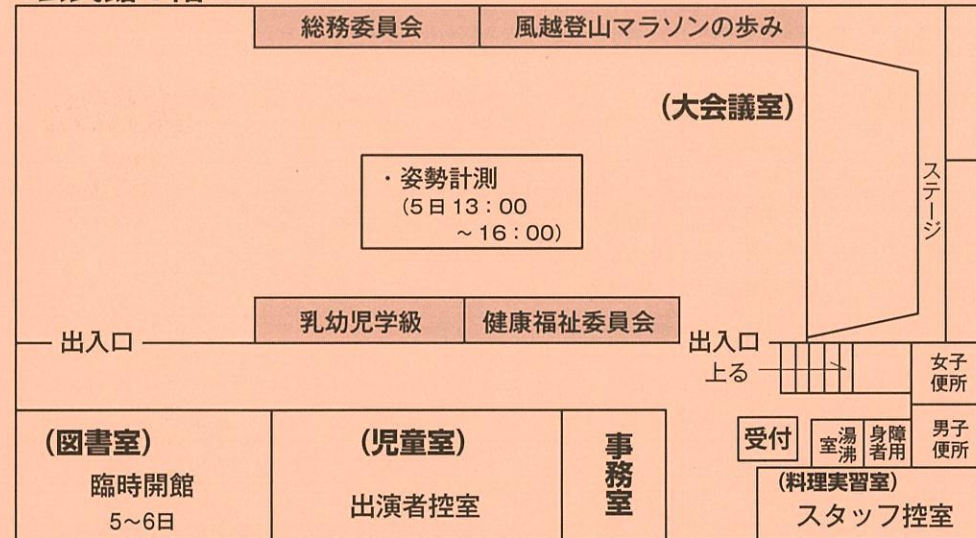 総務委員会
風越登山マラソンの歩み
(大会議室)
・姿勢計測
(5日13：00
～16：00)
ステージ
乳幼児学級
健康福祉委員会
出入口
出入口
上る
女子
便所
(図書室)
臨時開館
5～6日
(児童室)
出演者控室
事務室
受付
湯沸室
身障者用
男子
便所
(料理実習室)
スタッフ控室